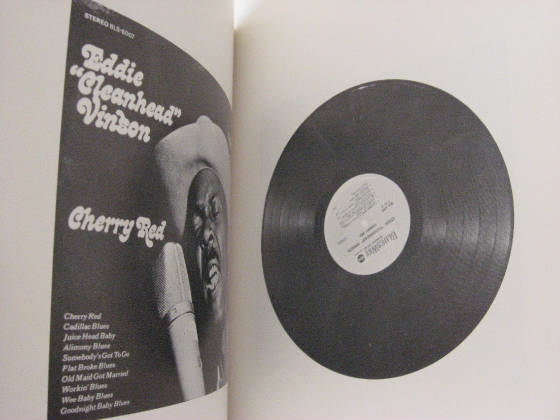 STEREO BLS-6007
Eddie
"Cleanhead"
Vinson
Cherry Red
Cherry Red
Cadillac Blues
Juice Head Baby
Alimony Blues
Somebody's Got To Go
Flat Broke Blues
Old Maid Got Married
Workin' Blues
Wee Baby Blues
Goodnight Baby Blues
BluesWay